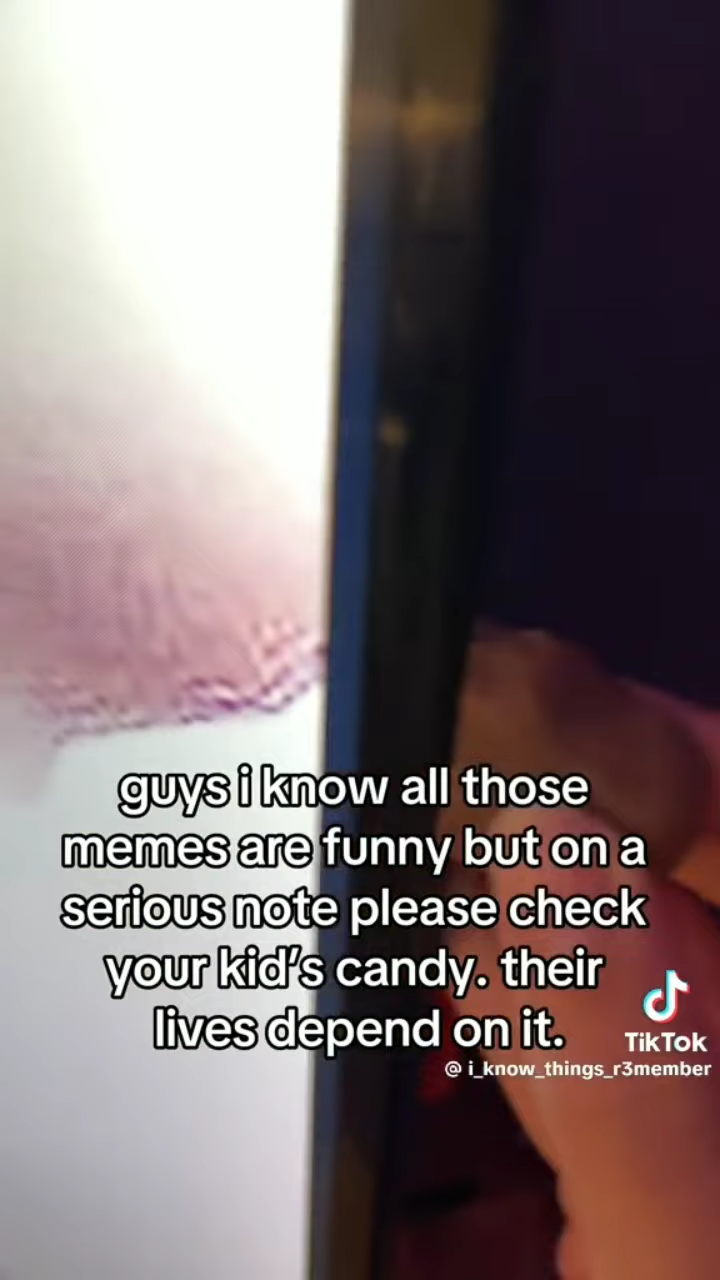 guys i know all those
memes are funny but on a
serious note please check
your kid's candy. their
lives depend on it.
TikTok
@ i_know_things_r3member